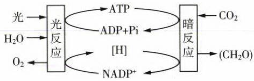 光
H₂O
O₂
光反应
ATP
ADP+Pi
[H]
NADP⁺
暗反应
CO₂
(CH₂O)